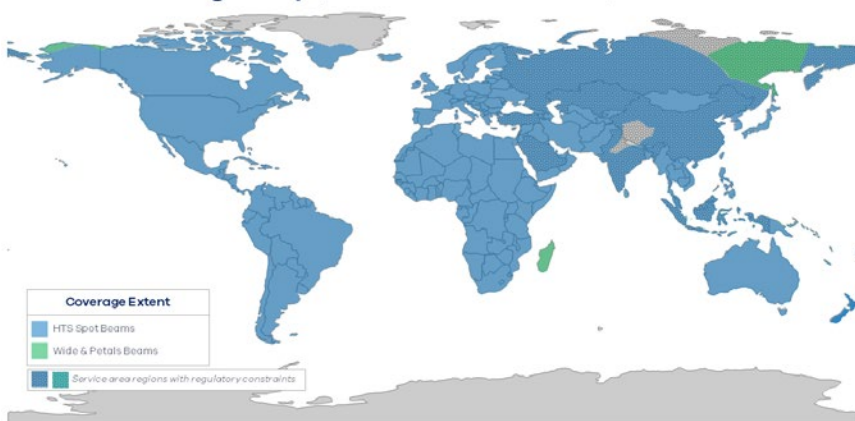 Coverage Extent
HTS Spot Beams
Wide & Petals Beams
Service area regions with regulatory constraints